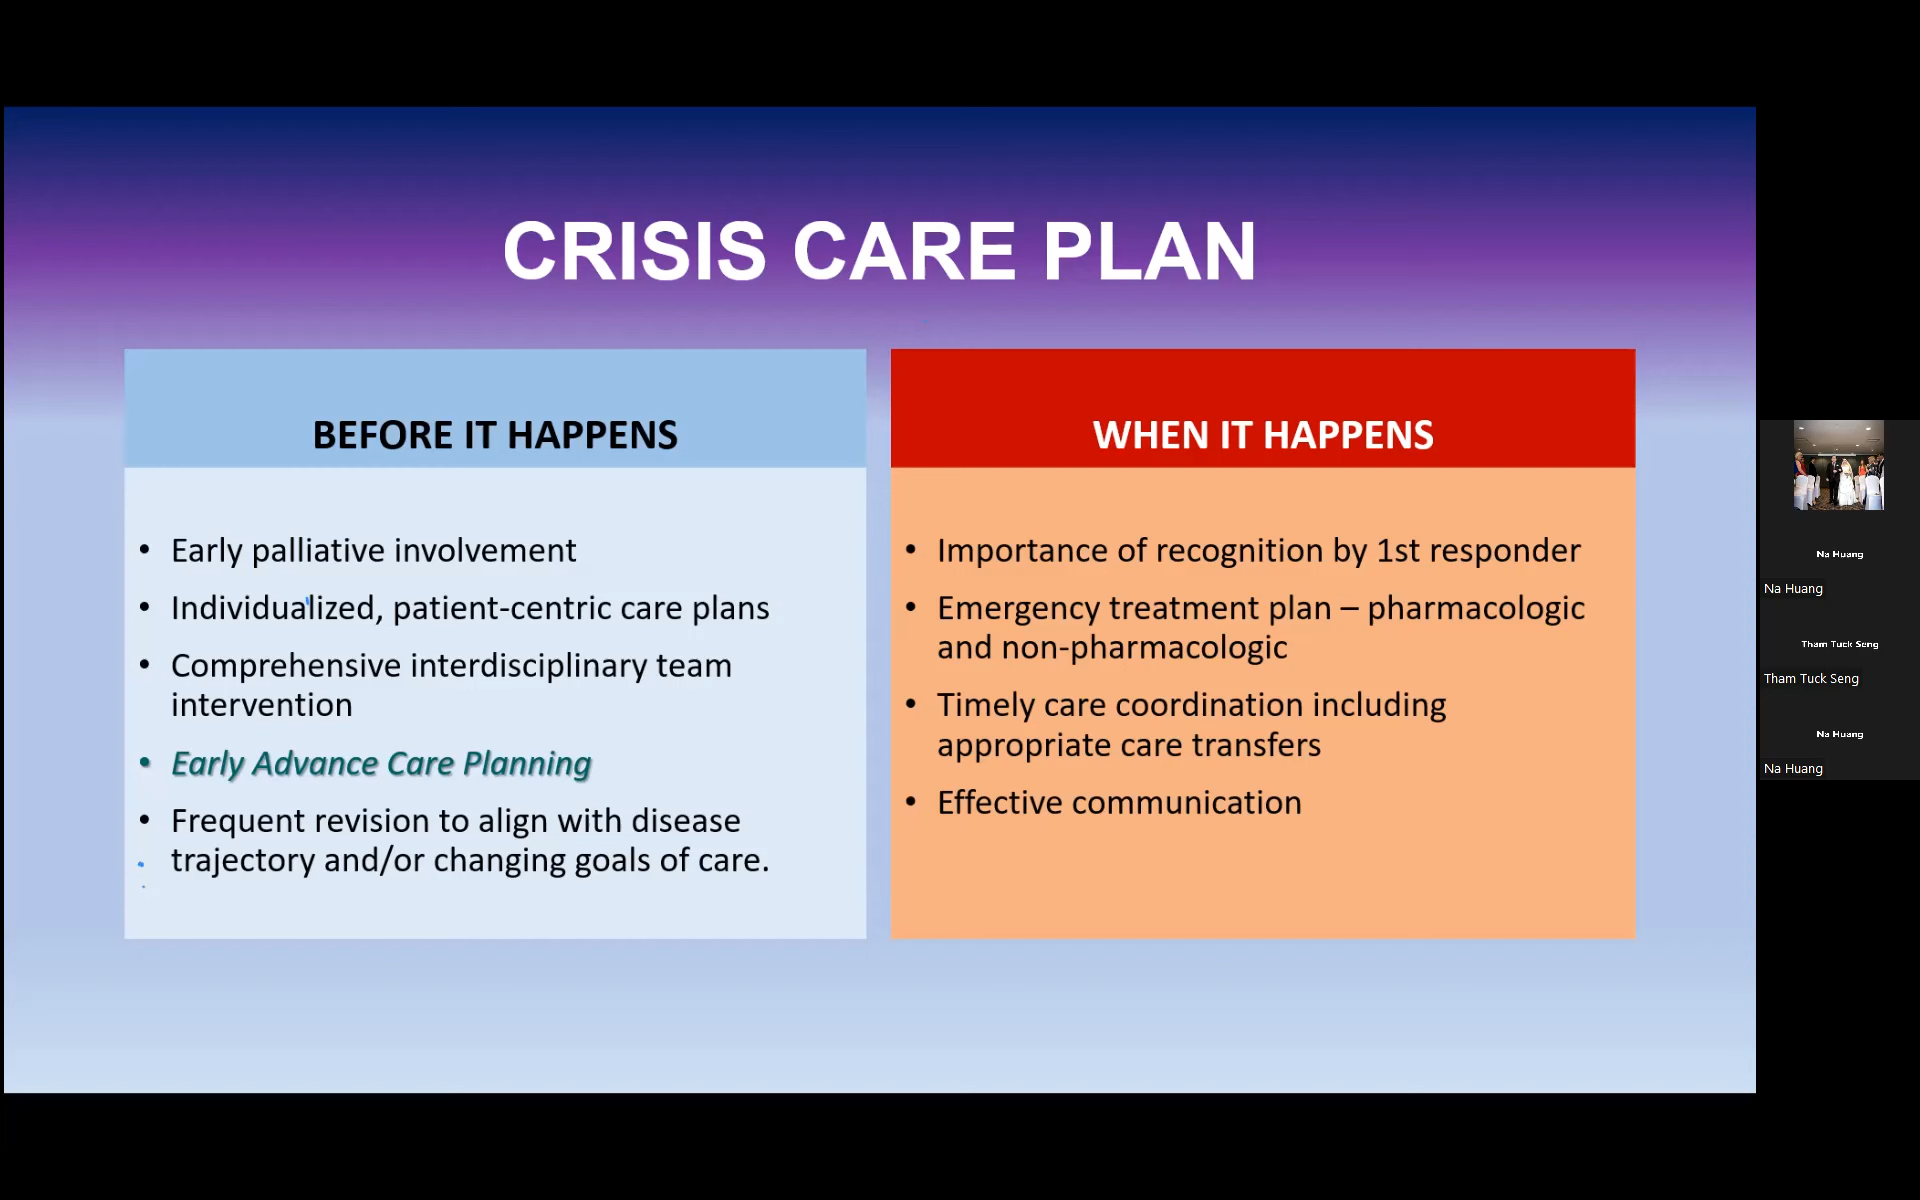 CRISIS CARE PLAN
BEFORE IT HAPPENS
• Early palliative involvement
• Individualized, patient-centric care plans
• Comprehensive interdisciplinary team
intervention
• Early Advance Care Planning
• Frequent revision to align with disease
trajectory and/or changing goals of care.
WHEN IT HAPPENS
• Importance of recognition by 1st responder
• Emergency treatment plan – pharmacologic
and non-pharmacologic
• Timely care coordination including
appropriate care transfers
• Effective communication
Na Huang
Na Huang
Tham Tuck Seng
Tham Tuck Seng
Na Huang
Na Huang